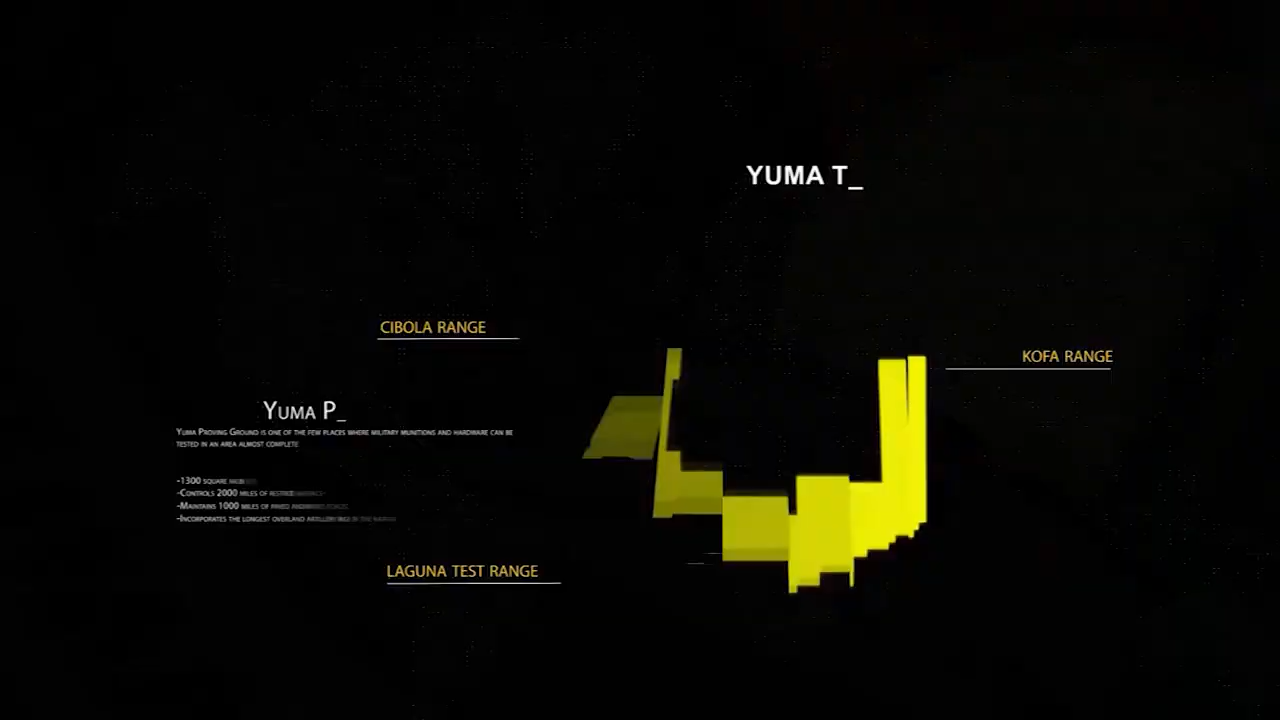 YUMA T_
CIBOLA RANGE
KOFA RANGE
YUMA P_
YUMA PROVING GROUND IS ONE OF THE FEW PLACES WHERE MILITARY MUNITIONS AND HARDWARE CAN BE
TESTED IN AN AREA ALMOST COMPLETE
-1300 SQUARE
-CONTROLS 2000 MILES OF
-MAINTAINS 1000 MILES OF PAVED
-INCORPORATES THE LONGEST OVERLAND ARTILLERY
LAGUNA TEST RANGE